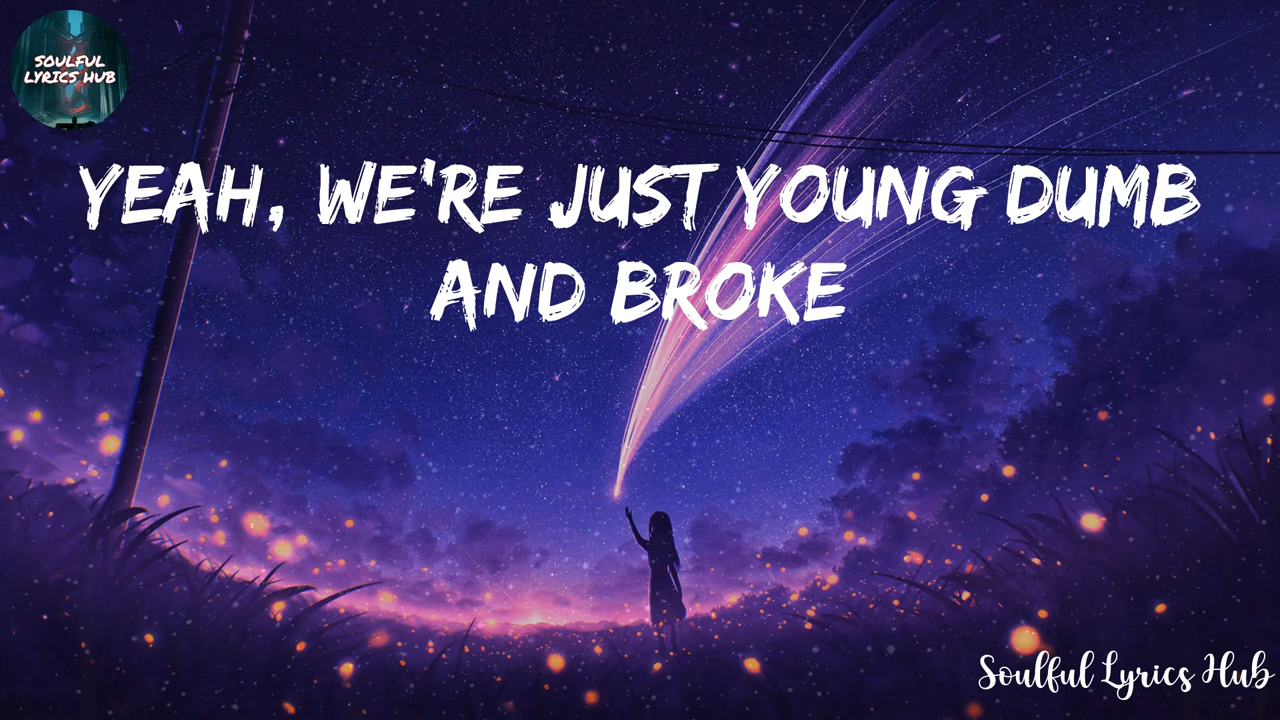 SOULFUL
LYRICS HUB
YEAH, WE'RE JUST YOUNG DUMB
AND BROKE
Soulful Lyrics Hub